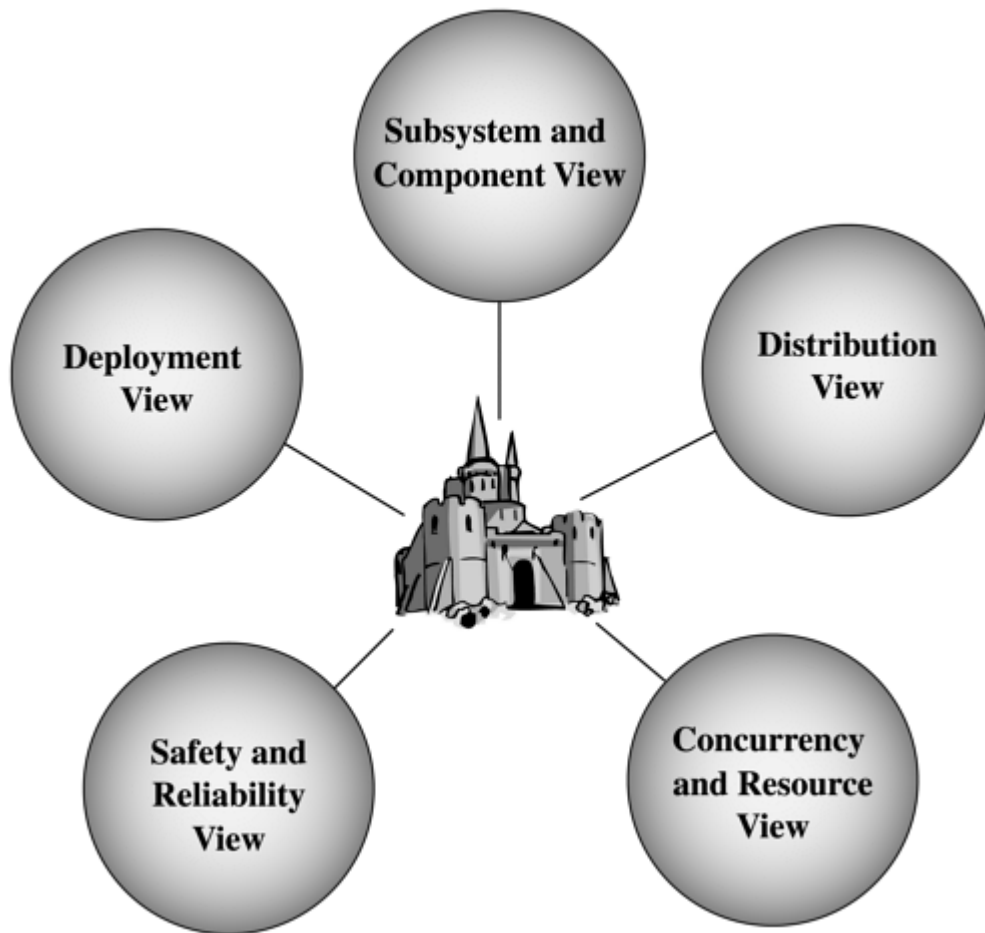 Subsystem and
Component View
Deployment
View
Distribution
View
Safety and
Reliability
View
Concurrency
and Resource
View